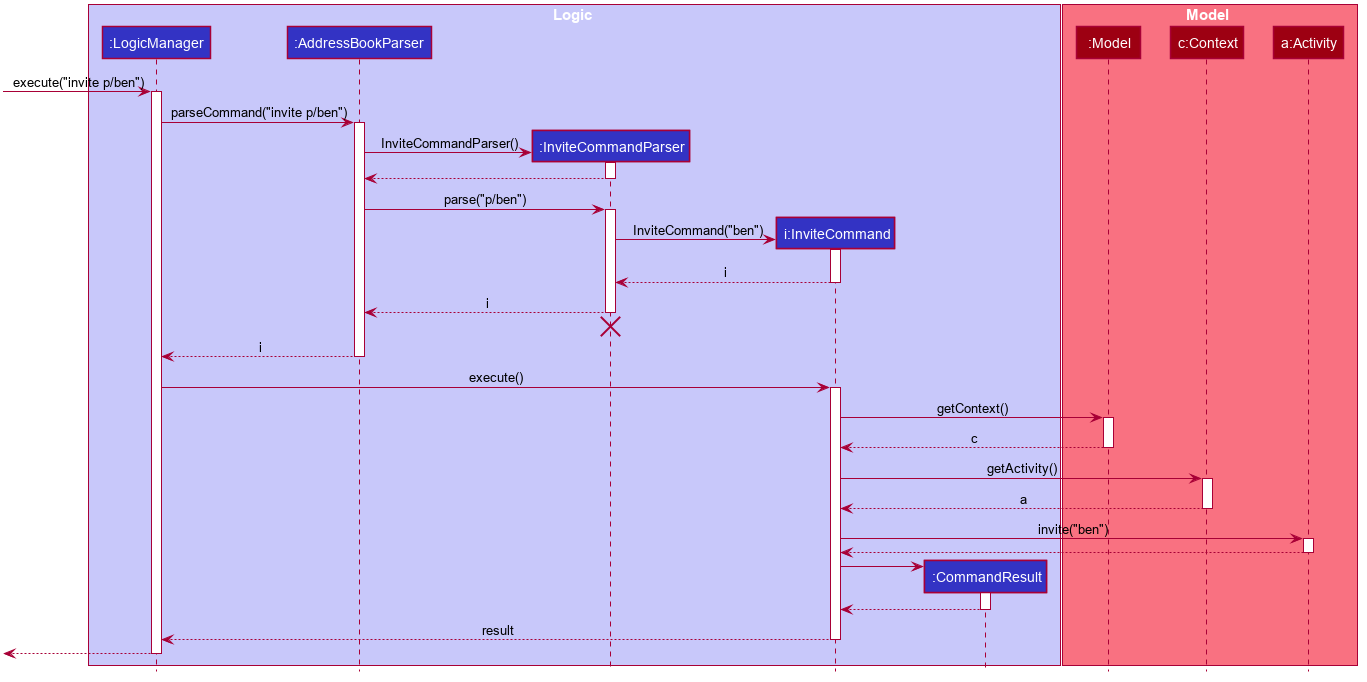 Logic
Model
:LogicManager
:AddressBookParser
:Model
c:Context
a:Activity
execute("invite p/ben")
parseCommand("invite p/ben")
InviteCommandParser()
:InviteCommandParser
parse("p/ben")
InviteCommand("ben")
i:InviteCommand
i
i
i
execute()
getContext()
c
getActivity()
a
invite("ben")
:CommandResult
result